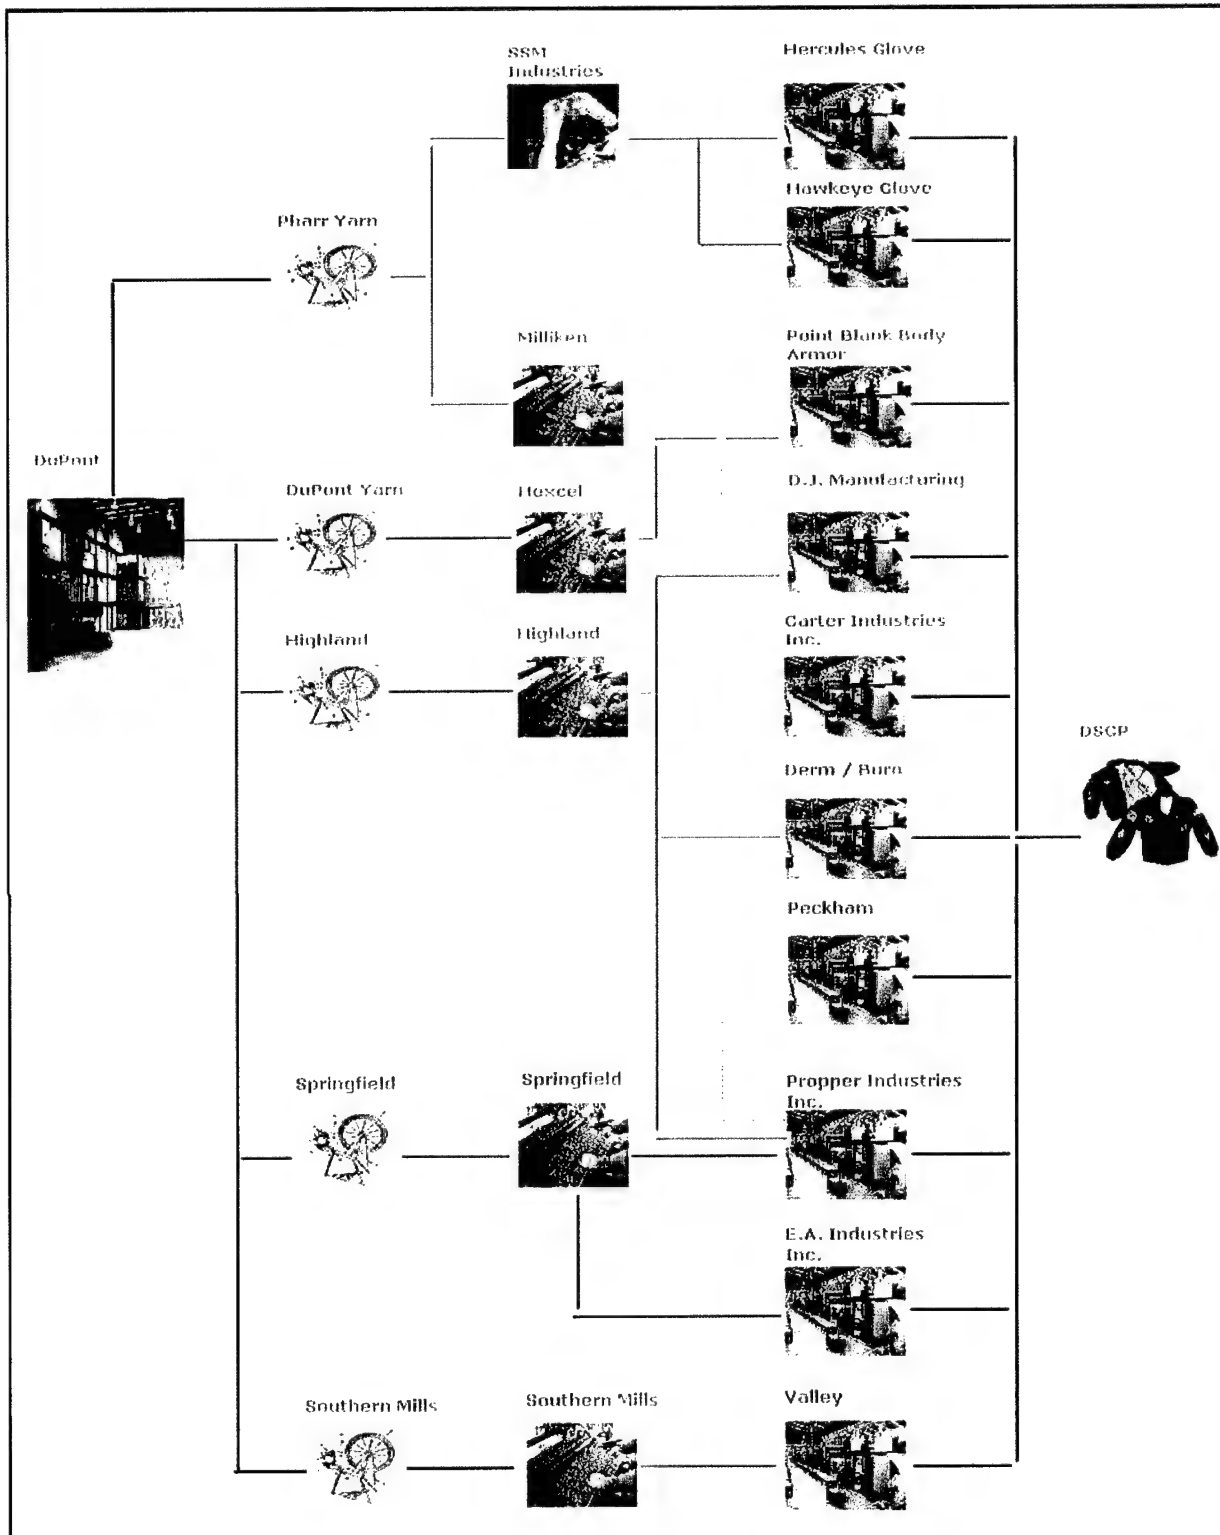 SSM
Industries
Hercules Glove
Hawkeye Glove
Pharr Yarn
Milliken
Point Blank Body
Armor
DuPont
DuPont Yarn
Hexcel
D.J. Manufacturing
Highland
Highland
Carter Industries
Inc.
DSCP
Derm / Burn
Peckham
Springfield
Springfield
Propper Industries
Inc.
E.A. Industries
Inc.
Southern Mills
Southern Mills
Valley